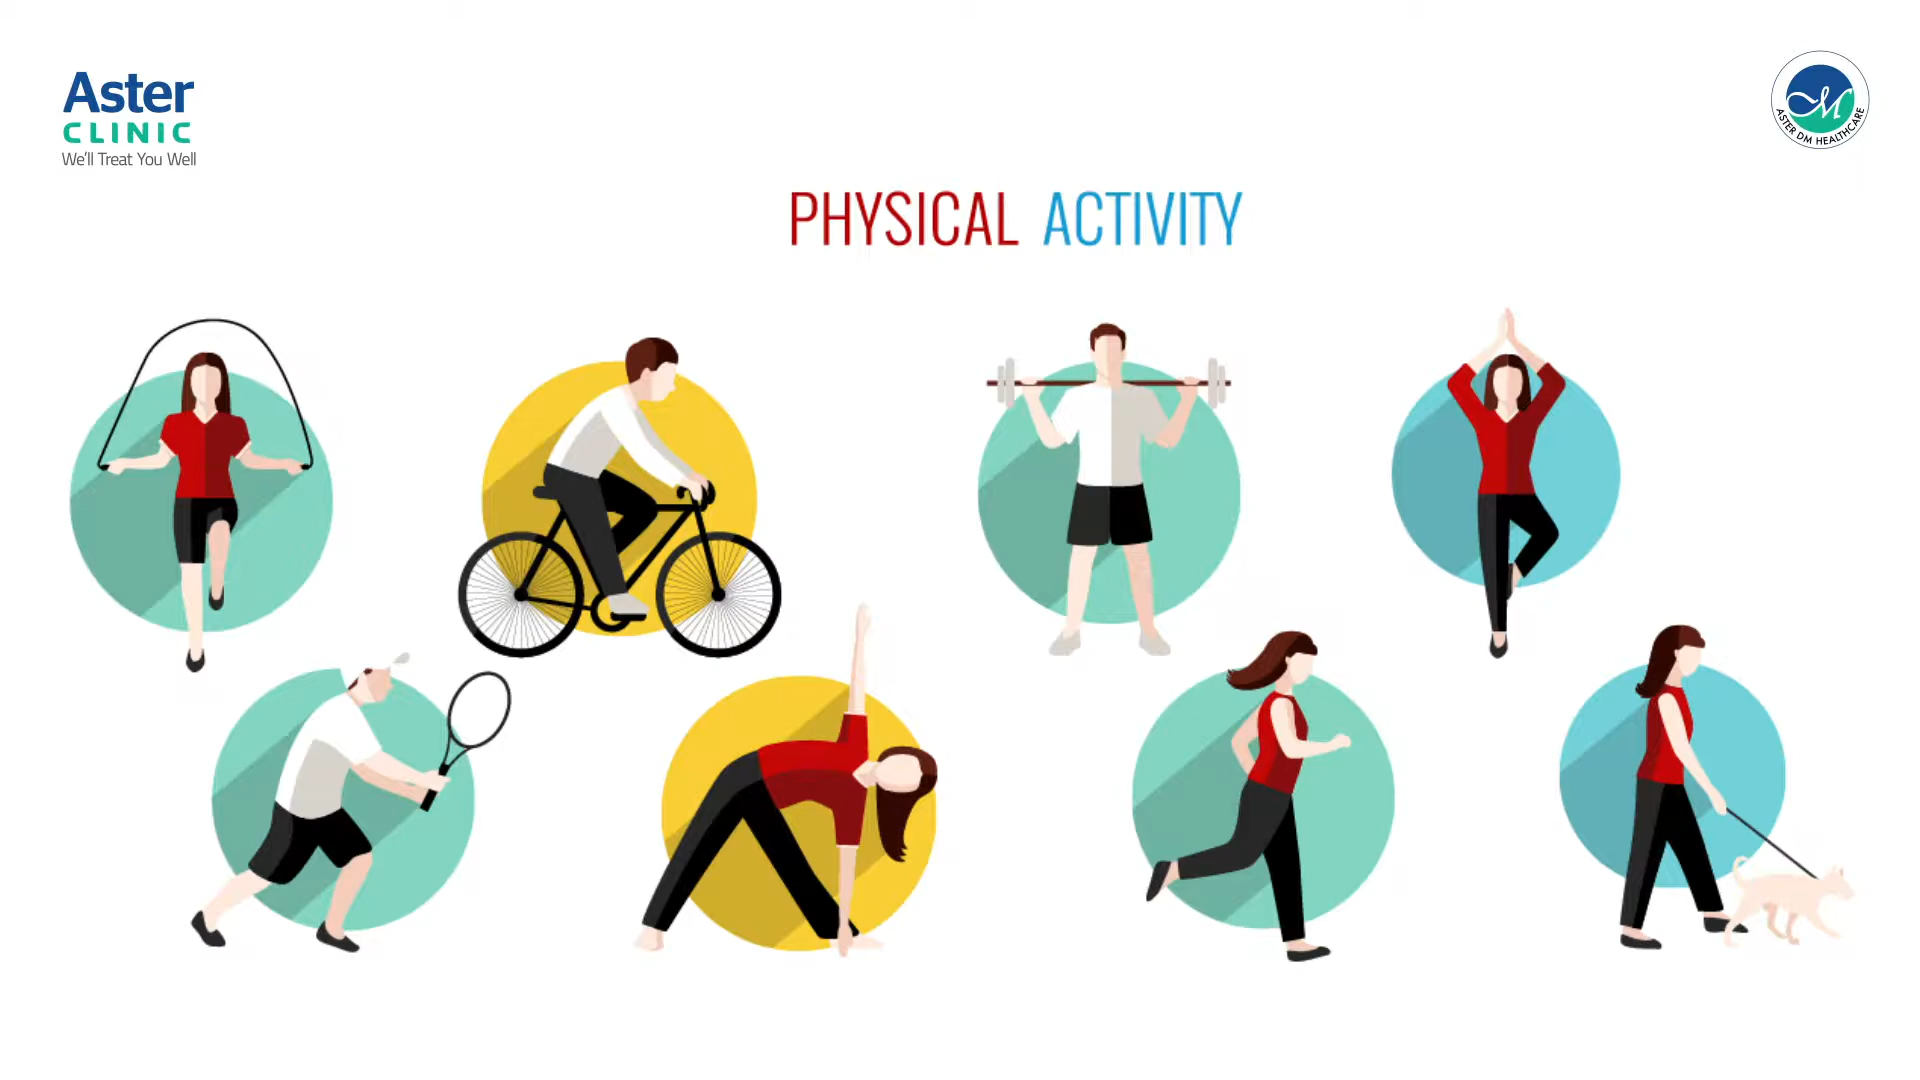 Aster
CLINIC
We'll Treat You Well
M
ASTER DM HEALTHCARE
PHYSICAL ACTIVITY